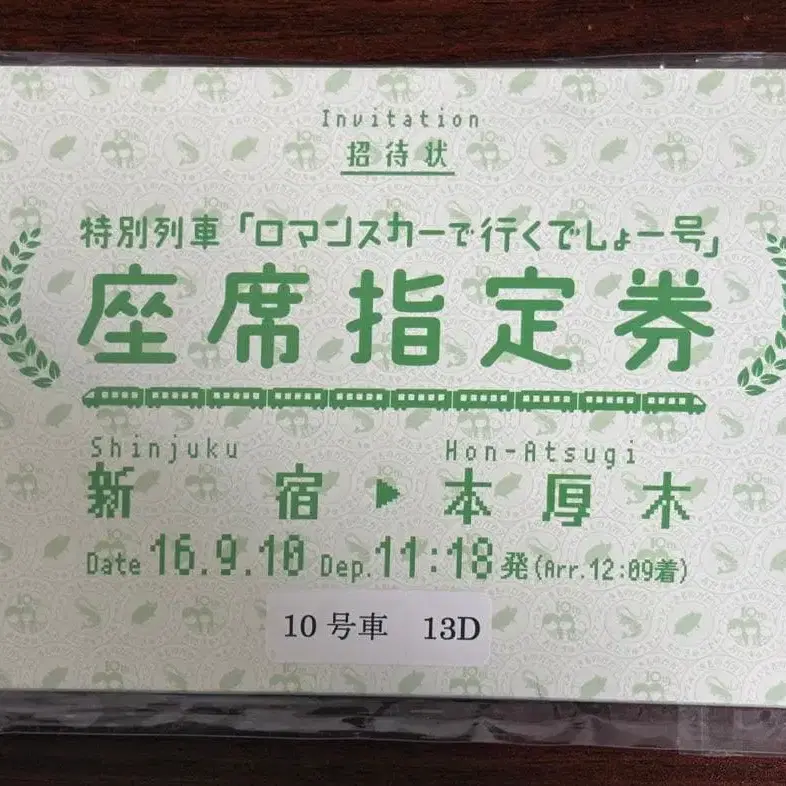 Invitation
招待状
特別列車「ロマンスカーで行くでしょー号」
座席指定券
Shinjuku Hon-Atsugi
新宿 ▶ 本厚木
Date 16.9.10 Dep.11:18発(Arr.12:09着)
10号車 13D